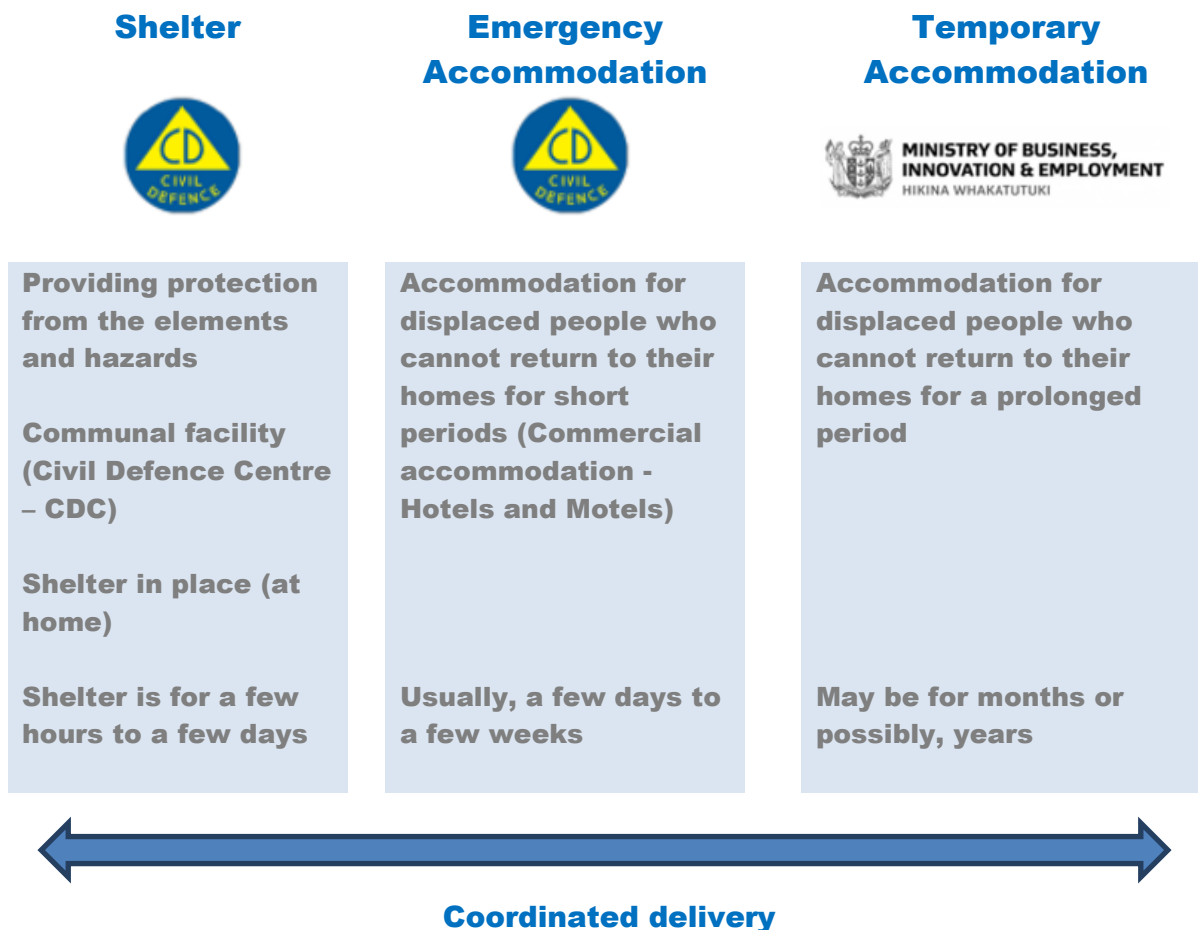 Shelter
Emergency
Accommodation
Temporary
Accommodation
CD
CIVIL
DEFENCE
CD
CIVIL
DEFENCE
MINISTRY OF BUSINESS,
INNOVATION & EMPLOYMENT
HIKINA WHAKATUTUKI
Providing protection
from the elements
and hazards
Communal facility
(Civil Defence Centre
– CDC)
Shelter in place (at
home)
Shelter is for a few
hours to a few days
Accommodation for
displaced people who
cannot return to their
homes for short
periods (Commercial
accommodation -
Hotels and Motels)
Usually, a few days to
a few weeks
Accommodation for
displaced people who
cannot return to their
homes for a prolonged
period
May be for months or
possibly, years
Coordinated delivery